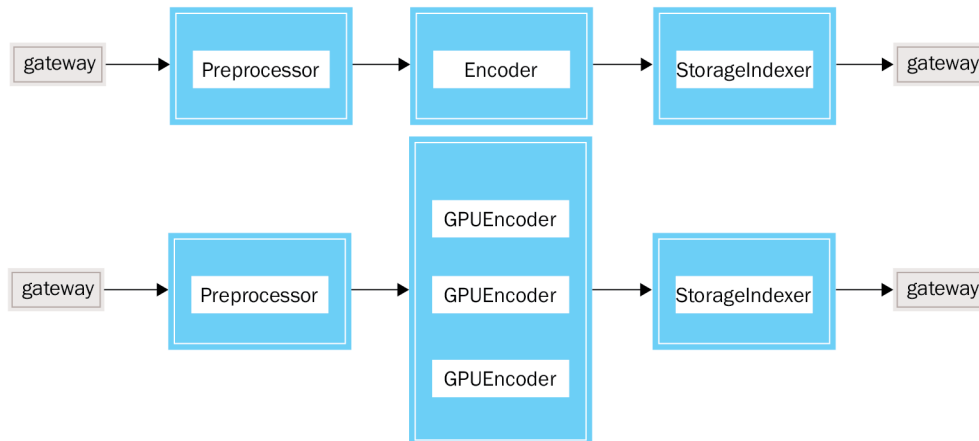 gateway
Preprocessor
Encoder
StorageIndexer
gateway
GPUEncoder
gateway
Preprocessor
GPUEncoder
StorageIndexer
gateway
GPUEncoder